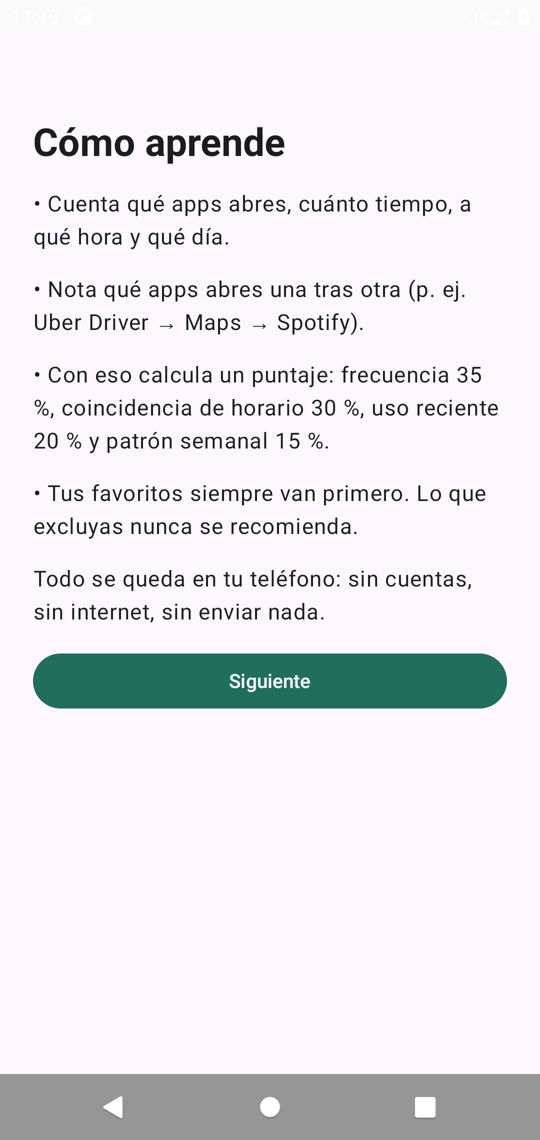 11:19
LTE
Cómo aprende
• Cuenta qué apps abres, cuánto tiempo, a
qué hora y qué día.
• Nota qué apps abres una tras otra (p. ej.
Uber Driver → Maps → Spotify).
• Con eso calcula un puntaje: frecuencia 35
%, coincidencia de horario 30 %, uso reciente
20 % y patrón semanal 15 %.
• Tus favoritos siempre van primero. Lo que
excluyas nunca se recomienda.
Todo se queda en tu teléfono: sin cuentas,
sin internet, sin enviar nada.
Siguiente